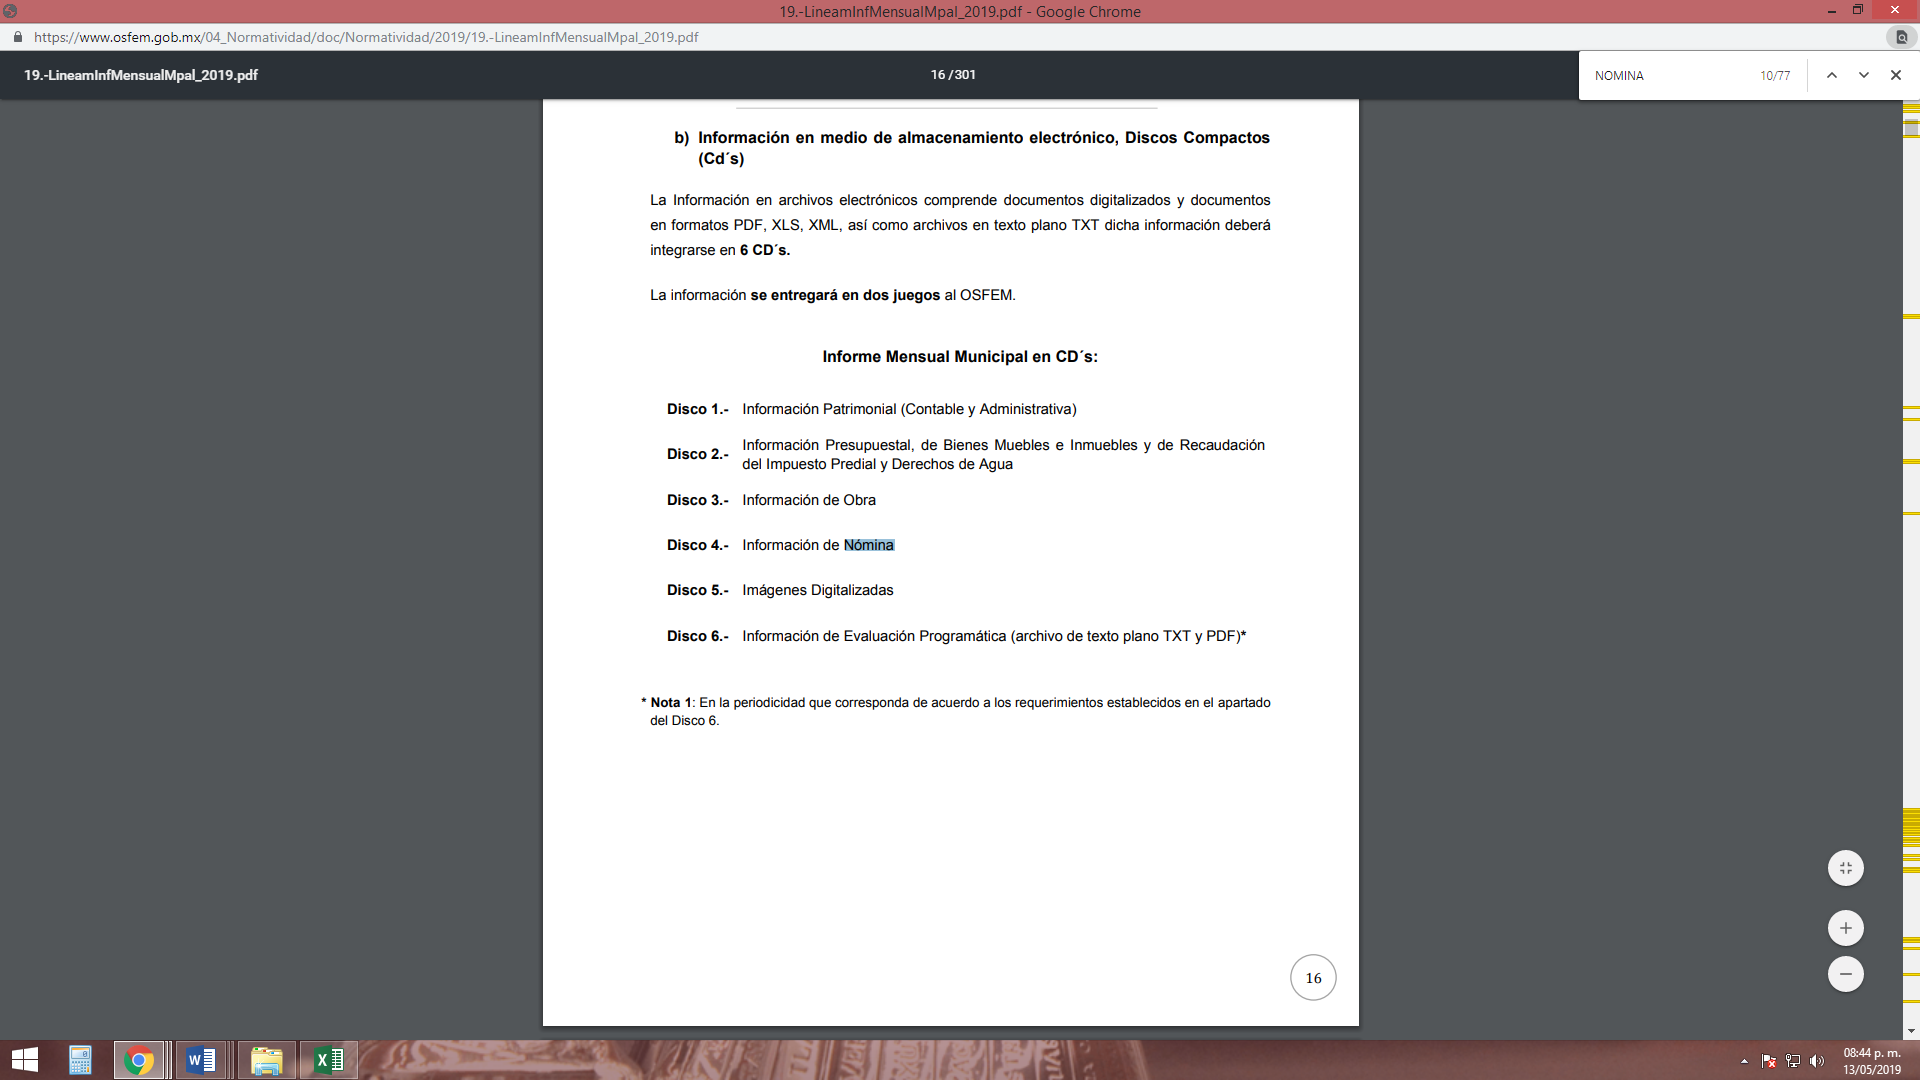 19.-LineamInfMensualMpal_2019.pdf - Google Chrome
https://www.osfem.gob.mx/04_Normatividad/doc/Normatividad/2019/19.-LineamInfMensualMpal_2019.pdf
19.-LineamInfMensualMpal_2019.pdf
16 /301
NOMINA
10/77
b) Información en medio de almacenamiento electrónico, Discos Compactos
(Cd´s)
La Información en archivos electrónicos comprende documentos digitalizados y documentos
en formatos PDF, XLS, XML, así como archivos en texto plano TXT dicha información deberá
integrarse en 6 CD´s.
La información se entregará en dos juegos al OSFEM.
Informe Mensual Municipal en CD´s:
Disco 1.- Información Patrimonial (Contable y Administrativa)
Disco 2.- Información Presupuestal, de Bienes Muebles e Inmuebles y de Recaudación
del Impuesto Predial y Derechos de Agua
Disco 3.- Información de Obra
Disco 4.- Información de Nómina
Disco 5.- Imágenes Digitalizadas
Disco 6.- Información de Evaluación Programática (archivo de texto plano TXT y PDF)*
* Nota 1: En la periodicidad que corresponda de acuerdo a los requerimientos establecidos en el apartado
del Disco 6.
16
08:44 p. m.
13/05/2019